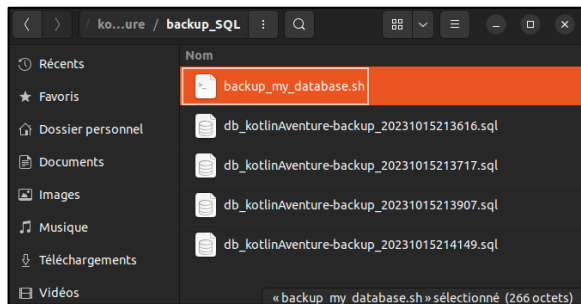 ko...ure / backup_SQL
Nom
Récents
Favoris
Dossier personnel
Documents
Images
Musique
Téléchargements
Vidéos
backup_my_database.sh
db_kotlinAventure-backup_20231015213616.sql
db_kotlinAventure-backup_20231015213717.sql
db_kotlinAventure-backup_20231015213907.sql
db_kotlinAventure-backup_20231015214149.sql
« backup_my_database.sh » sélectionné (266 octets)